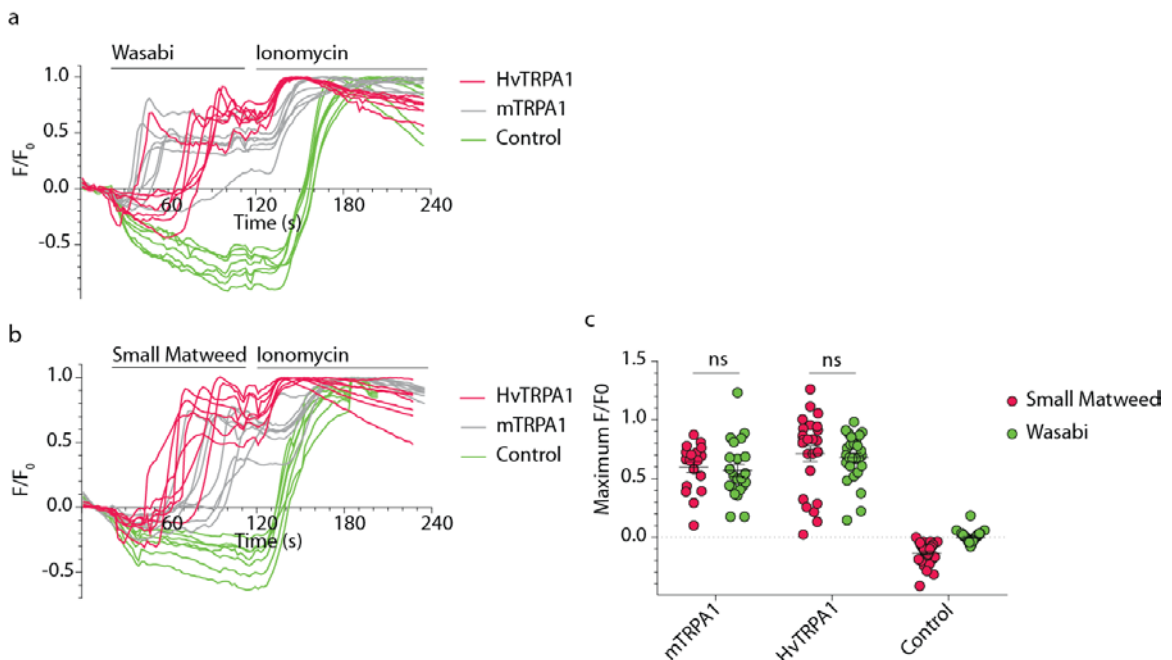 a
Wasabi Ionomycin
1.0
0.5
0.0
-0.5
F/F0
60 120 180 240
Time (s)
HvTRPA1
mTRPA1
Control
b
Small Matweed Ionomycin
1.0
0.5
0.0
-0.5
F/F0
60 120 180 240
Time (s)
HvTRPA1
mTRPA1
Control
c
1.5
1.0
0.5
0.0
Maximum F/F0
ns ns
mTRPA1 HvTRPA1 Control
Small Matweed
Wasabi